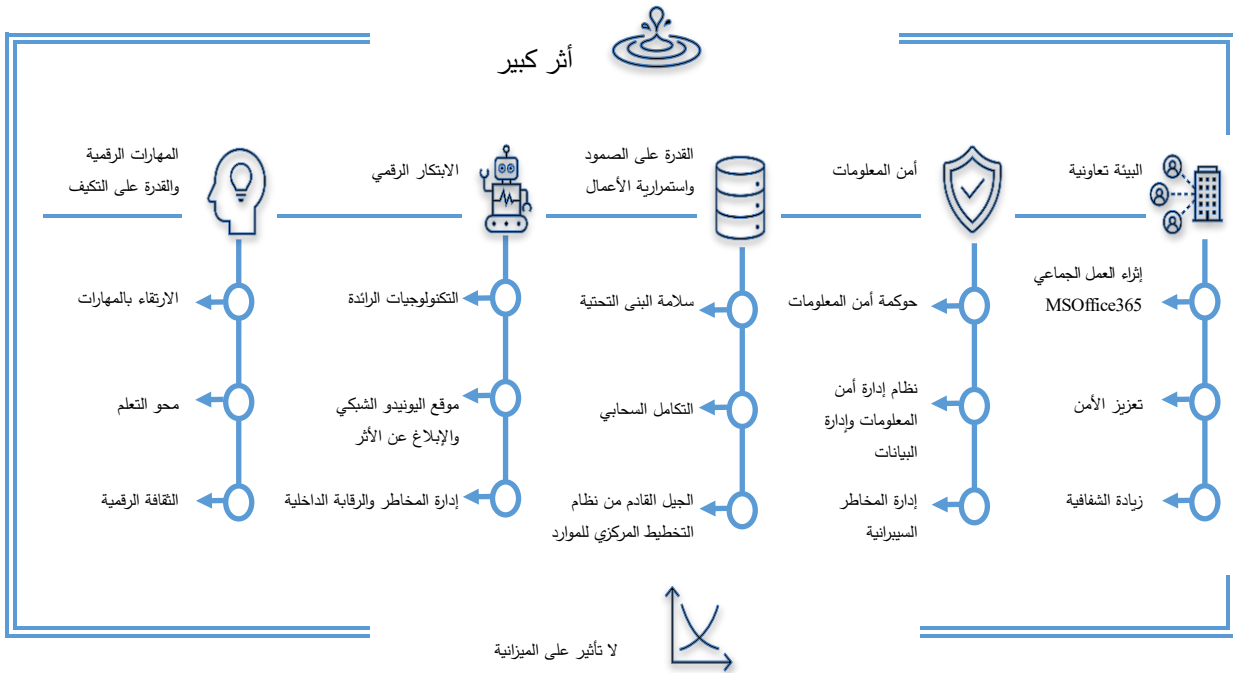 أثر كبير
البيئة تعاونية
إثراء العمل الجماعي
MSOffice365
تعزيز الأمن
زيادة الشفافية
أمن المعلومات
حوكمة أمن المعلومات
نظام إدارة أمن
المعلومات وإدارة
البيانات
إدارة المخاطر
السيبرانية
القدرة على الصمود
واستمرارية الأعمال
سلامة البنى التحتية
التكامل السحابي
الجيل القادم من نظام
التخطيط المركزي للموارد
الابتكار الرقمي
التكنولوجيات الرائدة
موقع اليونيدو الشبكي
والإبلاغ عن الأثر
إدارة المخاطر والرقابة الداخلية
المهارات الرقمية
والقدرة على التكيف
الارتقاء بالمهارات
محو التعلم
الثقافة الرقمية
لا تأثير على الميزانية